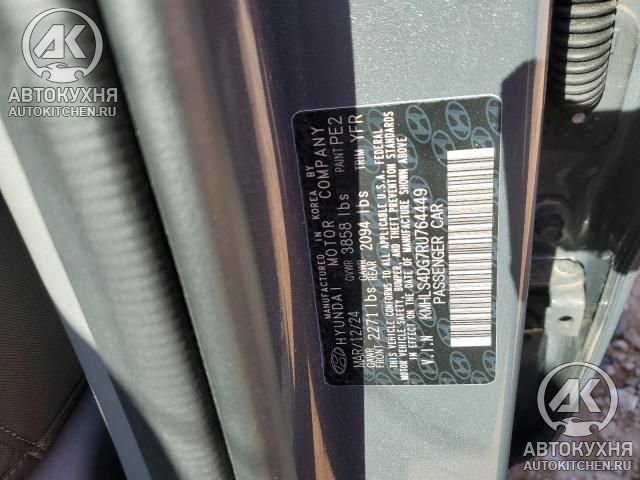 АВТОКУХНЯ
AUTOKITCHEN.RU
MANUFACTURED IN KOREA BY
HYUNDAI MOTOR COMPANY
MAR/12/24 GVWR 3858 lbs PAINT PE2
GAWR FRONT 2271 lbs GAWR REAR 2094 lbs TRIM YFR
THIS VEHICLE CONFORMS TO ALL APPLICABLE U.S.A. FEDERAL
MOTOR VEHICLE SAFETY, BUMPER, AND THEFT PREVENTION STANDARDS
IN EFFECT ON THE DATE OF MANUFACTURE SHOWN ABOVE
V.I.N KMHLS4DG7RU764449
PASSENGER CAR
АВТОКУХНЯ
AUTOKITCHEN.RU